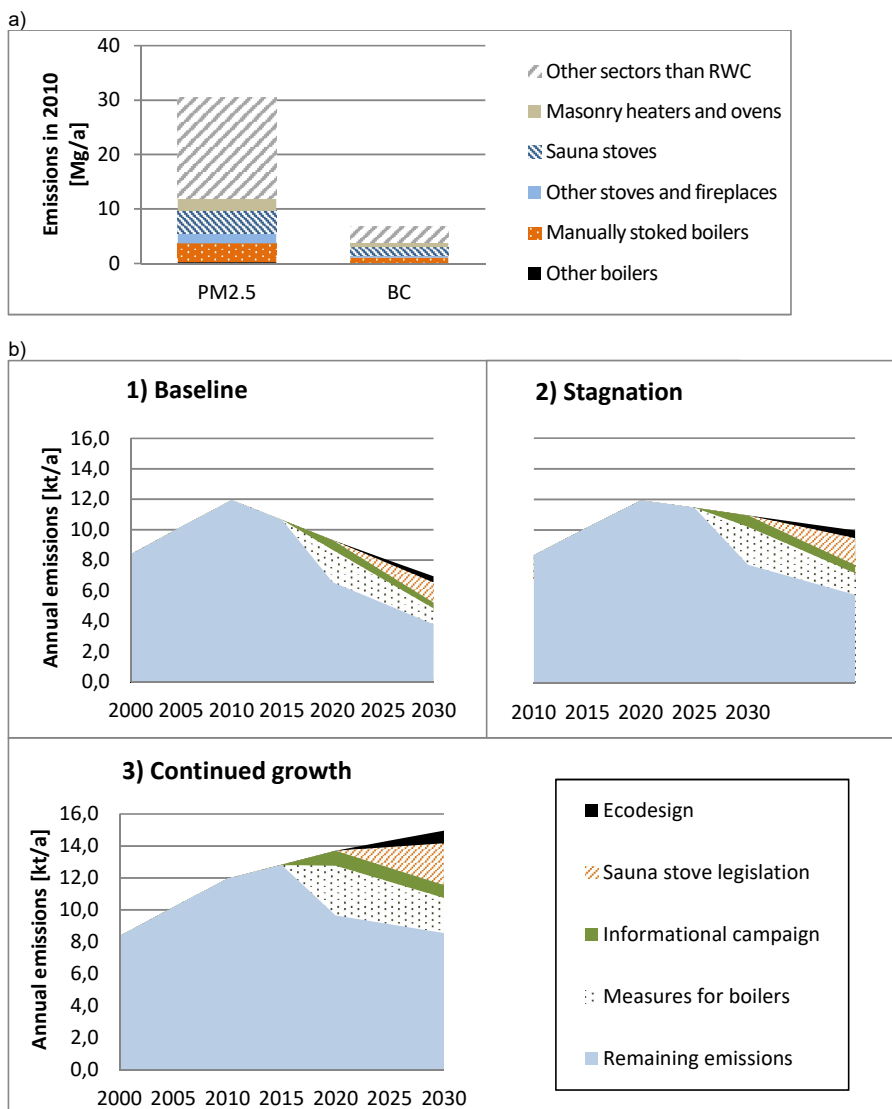 a)
40
30
20
10
0
Emissions in 2010
[Mg/a]
PM2.5
BC
Other sectors than RWC
Masonry heaters and ovens
Sauna stoves
Other stoves and fireplaces
Manually stoked boilers
Other boilers
b)
1) Baseline
Annual emissions [kt/a]
16,0
14,0
12,0
10,0
8,0
6,0
4,0
2,0
0,0
2000 2005 2010 2015 2020 2025 2030
2) Stagnation
2010 2015 2020 2025 2030
3) Continued growth
Annual emissions [kt/a]
16,0
14,0
12,0
10,0
8,0
6,0
4,0
2,0
0,0
2000 2005 2010 2015 2020 2025 2030
Ecodesign
Sauna stove legislation
Informational campaign
Measures for boilers
Remaining emissions